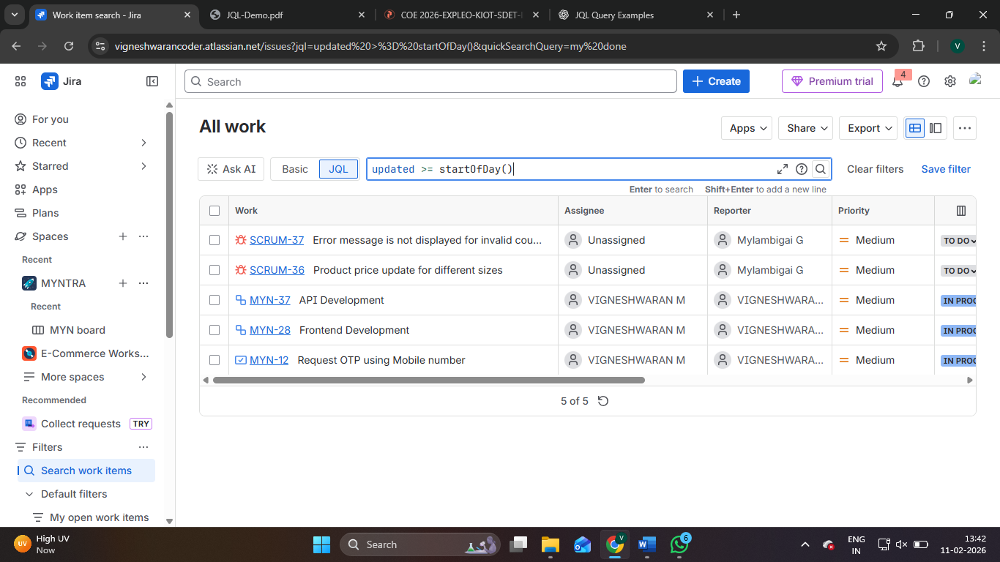 Work item search - Jira
JQL-Demo.pdf
COE 2026-EXPLEO-KIOT-SDET-
JQL Query Examples
vigneshwarancoder.atlassian.net/issues?jql=updated%20>%3D%20startOfDay()&quickSearchQuery=my%20done
V
Jira
Search
Create
Premium trial
4
For you
Recent
Starred
Apps
Plans
Spaces
Recent
MYNTRA
Recent
MYN board
E-Commerce Works...
More spaces
Recommended
Collect requests TRY
Filters
Search work items
Default filters
My open work items
All work
Apps
Share
Export
Ask AI
Basic
JQL
updated >= startOfDay()
Clear filters
Save filter
Enter to search Shift+Enter to add a new line
Work Assignee Reporter Priority
SCRUM-37 Error message is not displayed for invalid cou... Unassigned Mylambigai G Medium TO DO
SCRUM-36 Product price update for different sizes Unassigned Mylambigai G Medium TO DO
MYN-37 API Development VIGNESHWARAN M VIGNESHWARA... Medium IN PROG
MYN-28 Frontend Development VIGNESHWARAN M VIGNESHWARA... Medium IN PROG
MYN-12 Request OTP using Mobile number VIGNESHWARAN M VIGNESHWARA... Medium IN PROG
5 of 5
UV
High UV
Now
Search
V
6
ENG
IN
13:42
11-02-2026